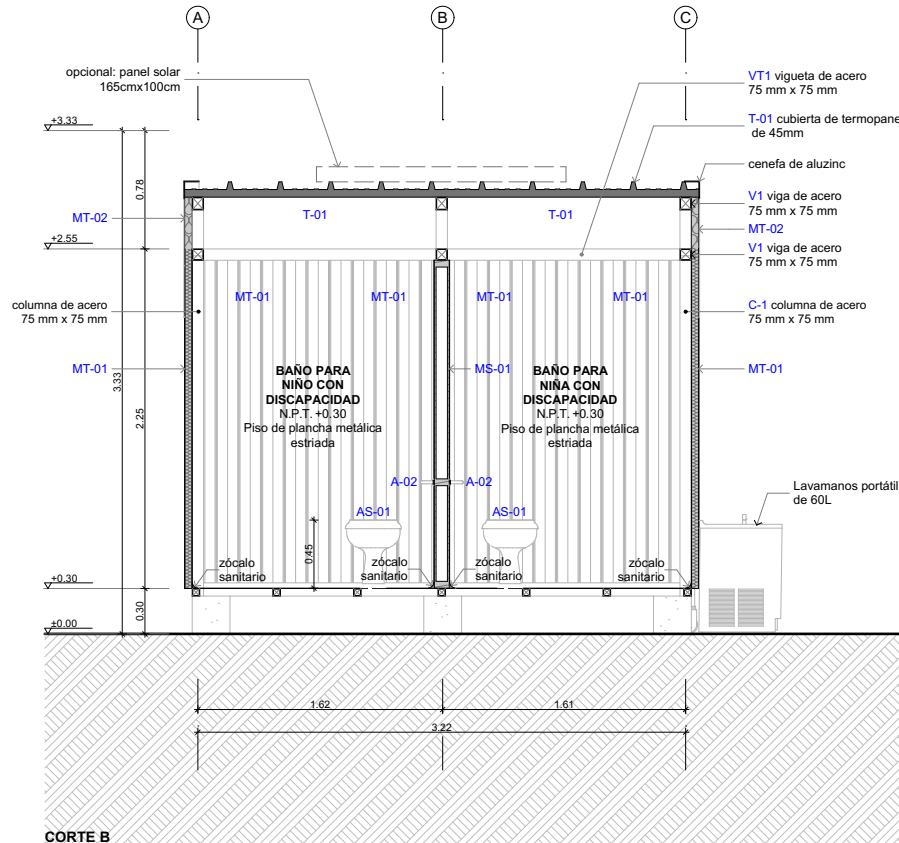 A
B
C
opcional: panel solar
165cmx100cm
VT1 vigueta de acero
75 mm x 75 mm
+3.33
T-01 cubierta de termopane
de 45mm
cenefa de aluzinc
0.78
V1 viga de acero
75 mm x 75 mm
MT-02
T-01
T-01
MT-02
+2.55
V1 viga de acero
75 mm x 75 mm
MT-01
MT-01
MT-01
MT-01
columna de acero
75 mm x 75 mm
C-1 columna de acero
75 mm x 75 mm
MT-01
3.33
2.25
BAÑO PARA
NIÑO CON
DISCAPACIDAD
N.P.T. +0.30
Piso de plancha metálica
estriada
MS-01
BAÑO PARA
NIÑA CON
DISCAPACIDAD
N.P.T. +0.30
Piso de plancha metálica
estriada
MT-01
A-02
A-02
Lavamanos portátil
de 60L
AS-01
AS-01
0.45
zócalo
sanitario
zócalo
sanitario
zócalo
sanitario
zócalo
sanitario
+0.30
0.30
±0.00
1.62
1.61
3.22
CORTE B